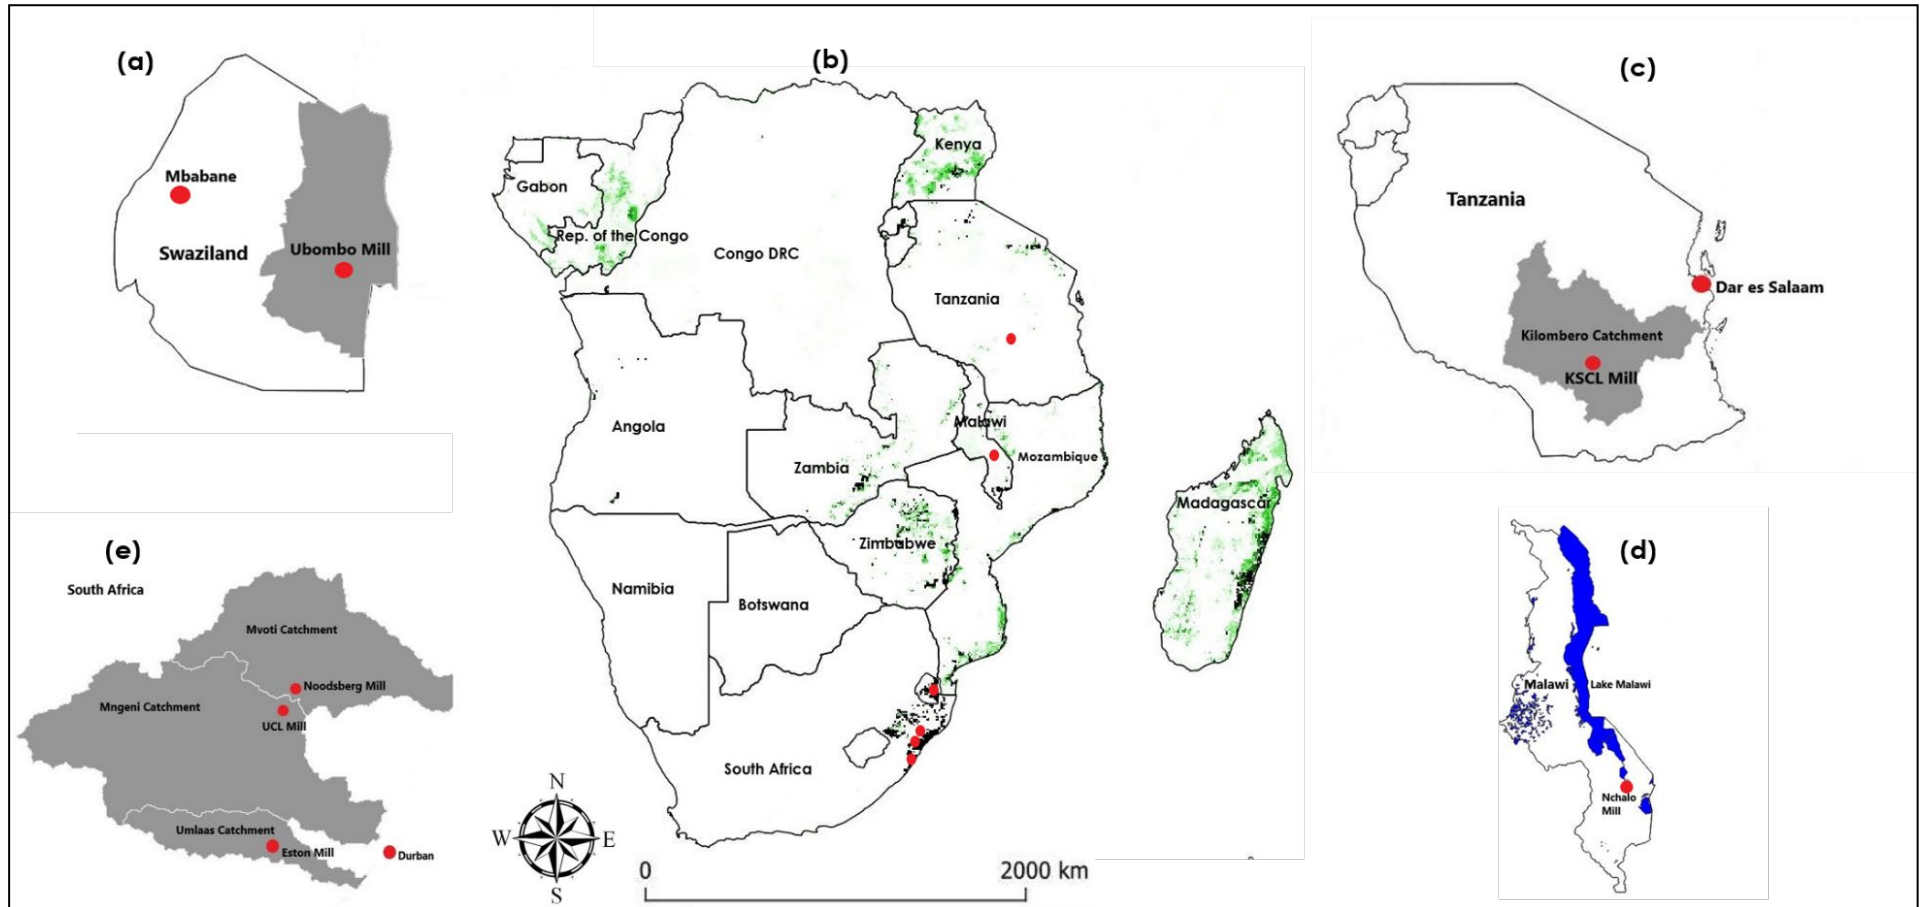 (a)
Mbabane
Swaziland
Ubombo Mill
(b)
Kenya
Gabon
Rep. of the Congo
Congo DRC
Tanzania
Angola
Malawi
Zambia
Mozambique
Madagascar
Zimbabwe
Namibia
Botswana
South Africa
N
W
E
S
0
2000 km
(c)
Tanzania
Dar es Salaam
Kilombero Catchment
KSCL Mill
(d)
Malawi
Lake Malawi
Nchalo
Mill
(e)
South Africa
Mvoti Catchment
Noodsberg Mill
Mngeni Catchment
UCL Mill
Umlaas Catchment
Eston Mill
Durban